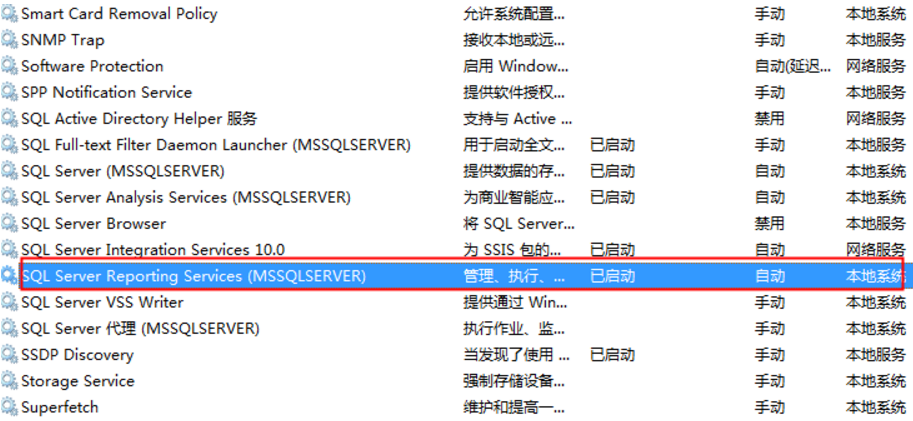 Smart Card Removal Policy 允许系统配置... 手动 本地系统
SNMP Trap 接收本地或远... 手动 本地服务
Software Protection 启用 Window... 自动(延迟... 网络服务
SPP Notification Service 提供软件授权... 手动 本地服务
SQL Active Directory Helper 服务 支持与 Active ... 禁用 网络服务
SQL Full-text Filter Daemon Launcher (MSSQLSERVER) 用于启动全文... 已启动 手动 本地服务
SQL Server (MSSQLSERVER) 提供数据的存... 已启动 自动 本地系统
SQL Server Analysis Services (MSSQLSERVER) 为商业智能应... 已启动 自动 本地系统
SQL Server Browser 将 SQL Server... 禁用 本地服务
SQL Server Integration Services 10.0 为 SSIS 包的... 已启动 自动 网络服务
SQL Server Reporting Services (MSSQLSERVER) 管理、执行、... 已启动 自动 本地系统
SQL Server VSS Writer 提供通过 Win... 手动 本地系统
SQL Server 代理 (MSSQLSERVER) 执行作业、监... 手动 本地系统
SSDP Discovery 当发现了使用 ... 已启动 手动 本地服务
Storage Service 强制存储设备... 手动 本地系统
Superfetch 维护和提高一... 手动 本地系统